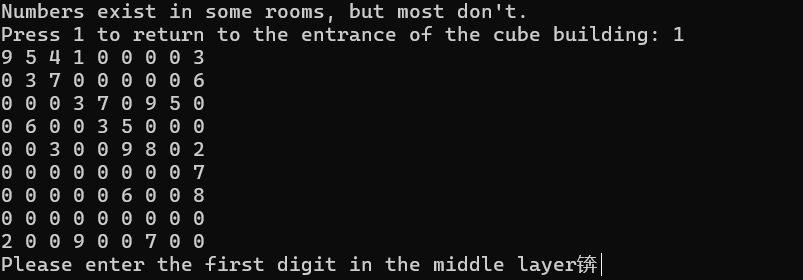 Numbers exist in some rooms, but most don't.
Press 1 to return to the entrance of the cube building: 1
9 5 4 1 0 0 0 0 3
0 3 7 0 0 0 0 0 6
0 0 0 3 7 0 9 5 0
0 6 0 0 3 5 0 0 0
0 0 3 0 0 9 8 0 2
0 0 0 0 0 0 0 0 7
0 0 0 0 0 6 0 0 8
0 0 0 0 0 0 0 0 0
2 0 0 9 0 0 7 0 0
Please enter the first digit in the middle layer锛